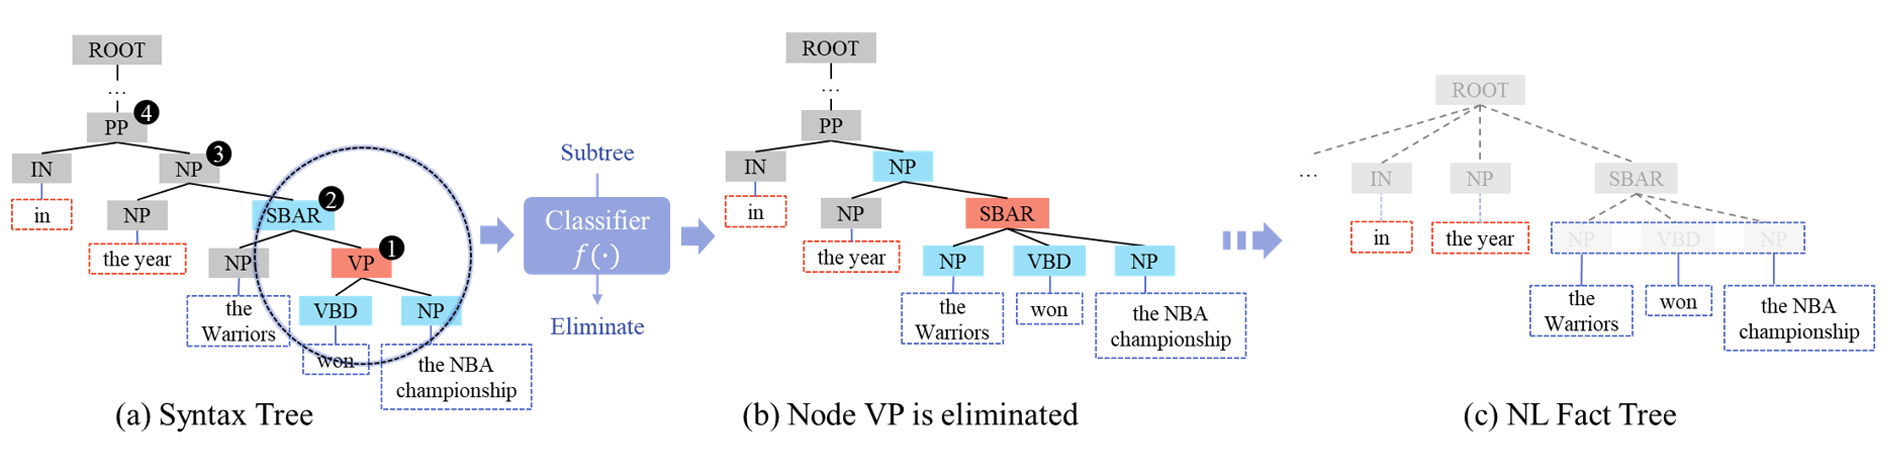 ROOT
...
PP 4
IN NP 3
in NP SBAR 2
the year NP VP 1
the
Warriors
VBD NP
won the NBA
championship
(a) Syntax Tree
Subtree
Classifier
f(·)
Eliminate
ROOT
...
PP
IN NP
in NP SBAR
the year NP VBD NP
the
Warriors
won
the NBA
championship
(b) Node VP is eliminated
ROOT
... IN NP SBAR
in the year NP VBD NP
the
Warriors
won
the NBA
championship
(c) NL Fact Tree